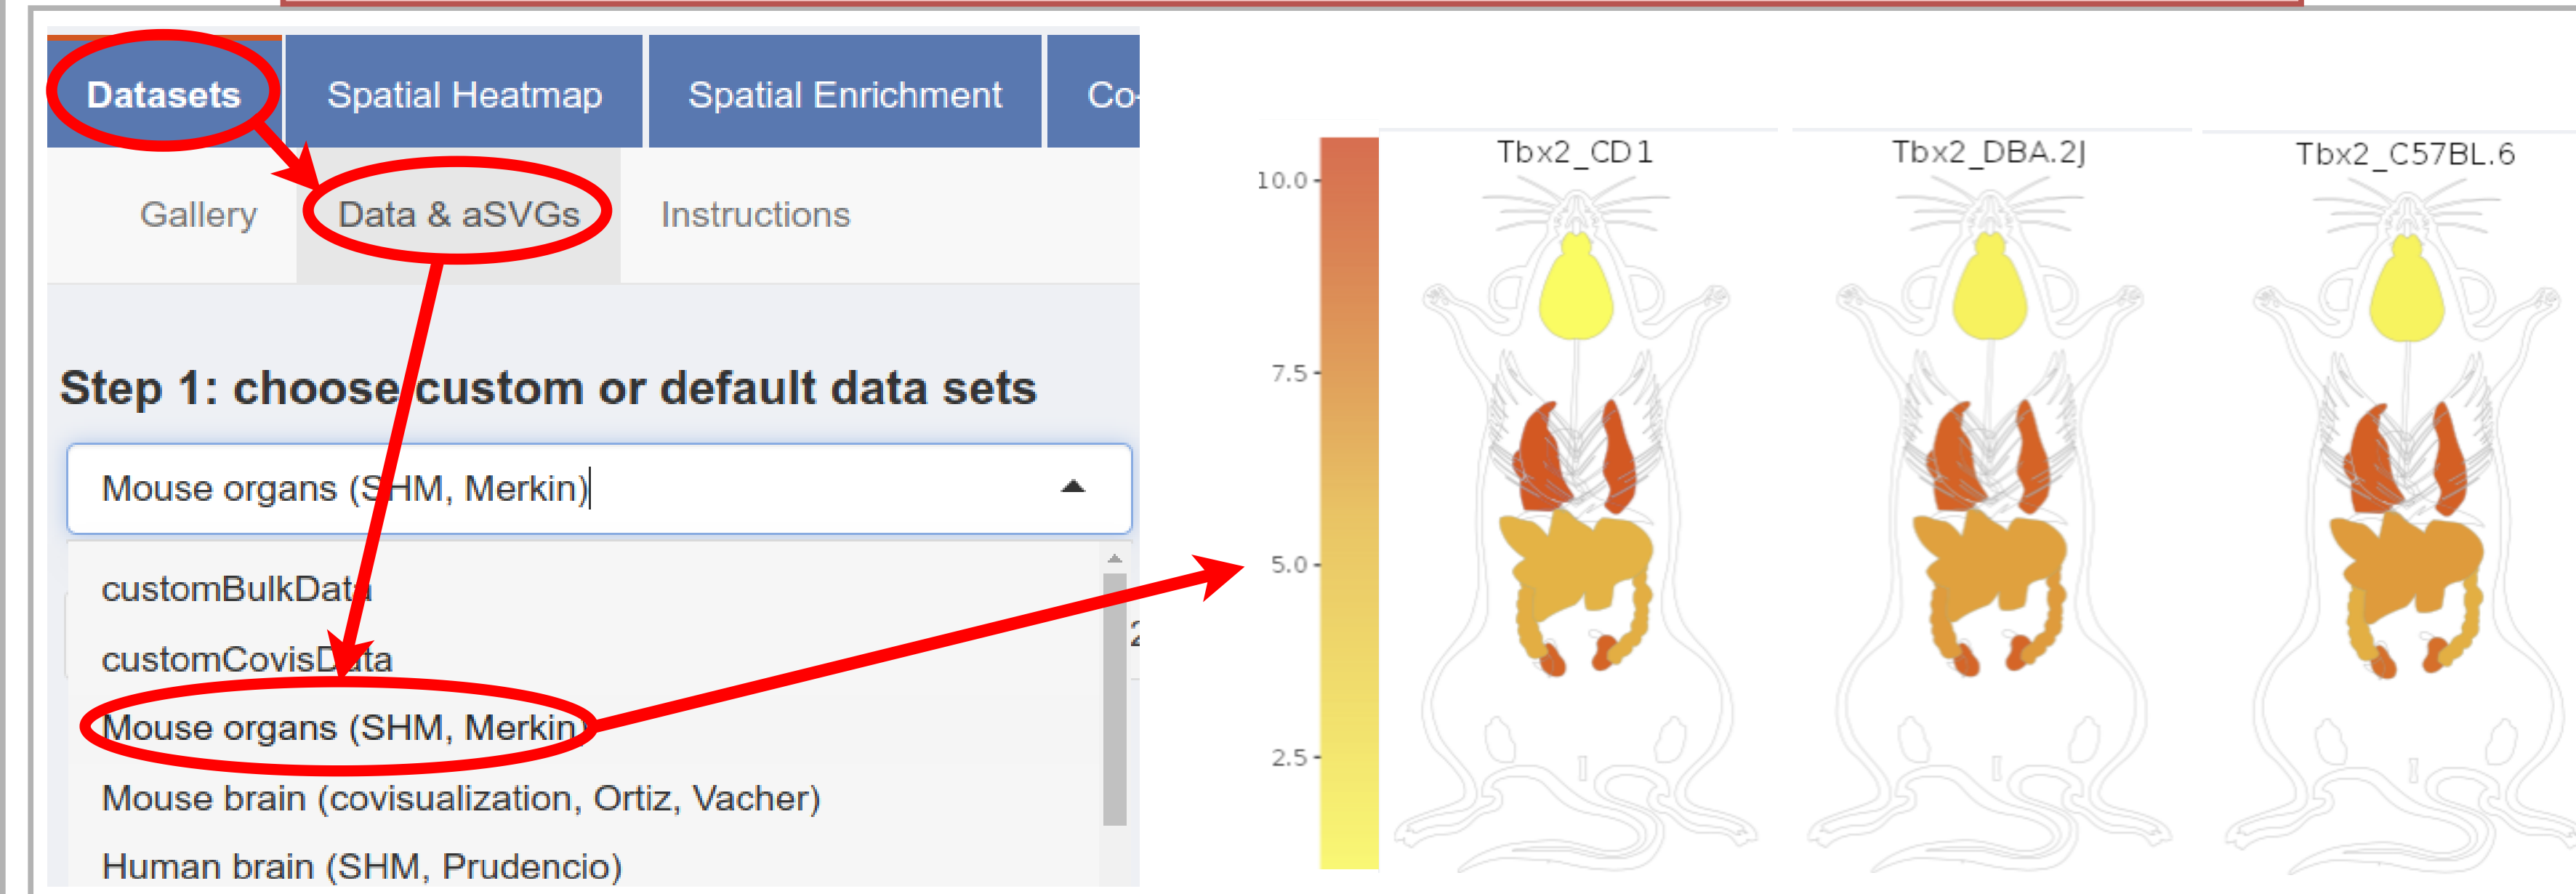 Datasets
Spatial Heatmap
Spatial Enrichment
Co-
Gallery
Data & aSVGs
Instructions
Step 1: choose custom or default data sets
Mouse organs (SHM, Merkin)
customBulkData
customCovisData
Mouse organs (SHM, Merkin)
Mouse brain (covisualization, Ortiz, Vacher)
Human brain (SHM, Prudencio)
2
10.0
7.5
5.0
2.5
Tbx2_CD1
Tbx2_DBA.2J
Tbx2_C57BL.6